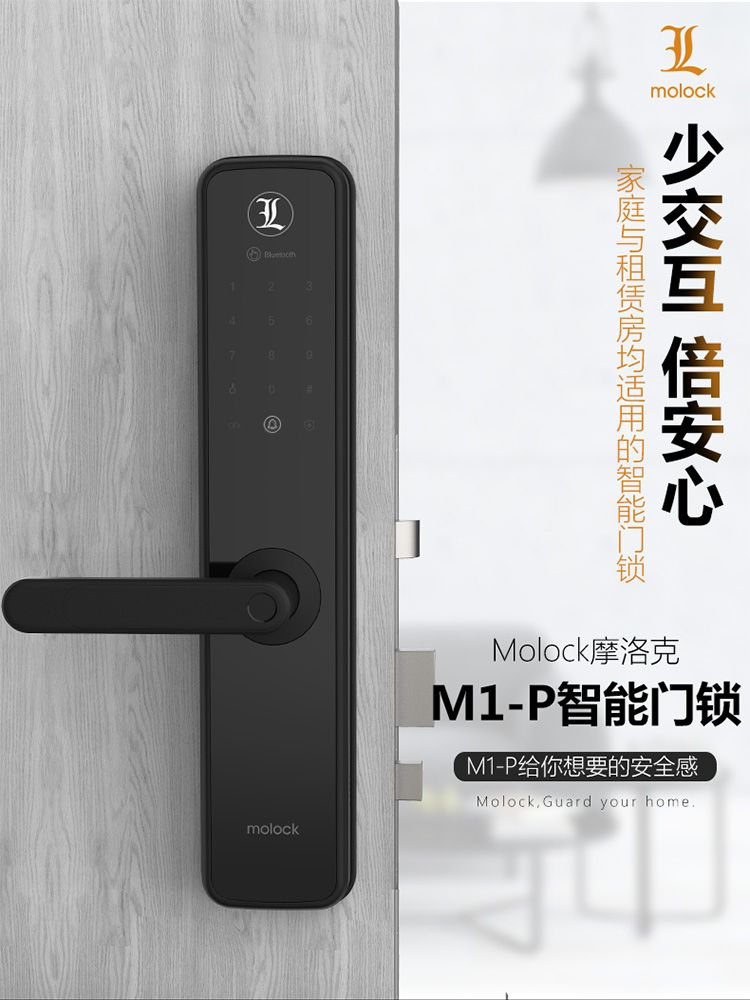 L
molock
少交互 倍安心
家庭与租赁房均适用的智能门锁
L
Bluetooth
1 2 3
4 5 6
7 8 9
0 #
molock
Molock摩洛克
M1-P智能门锁
M1-P给你想要的安全感
Molock,Guard your home.